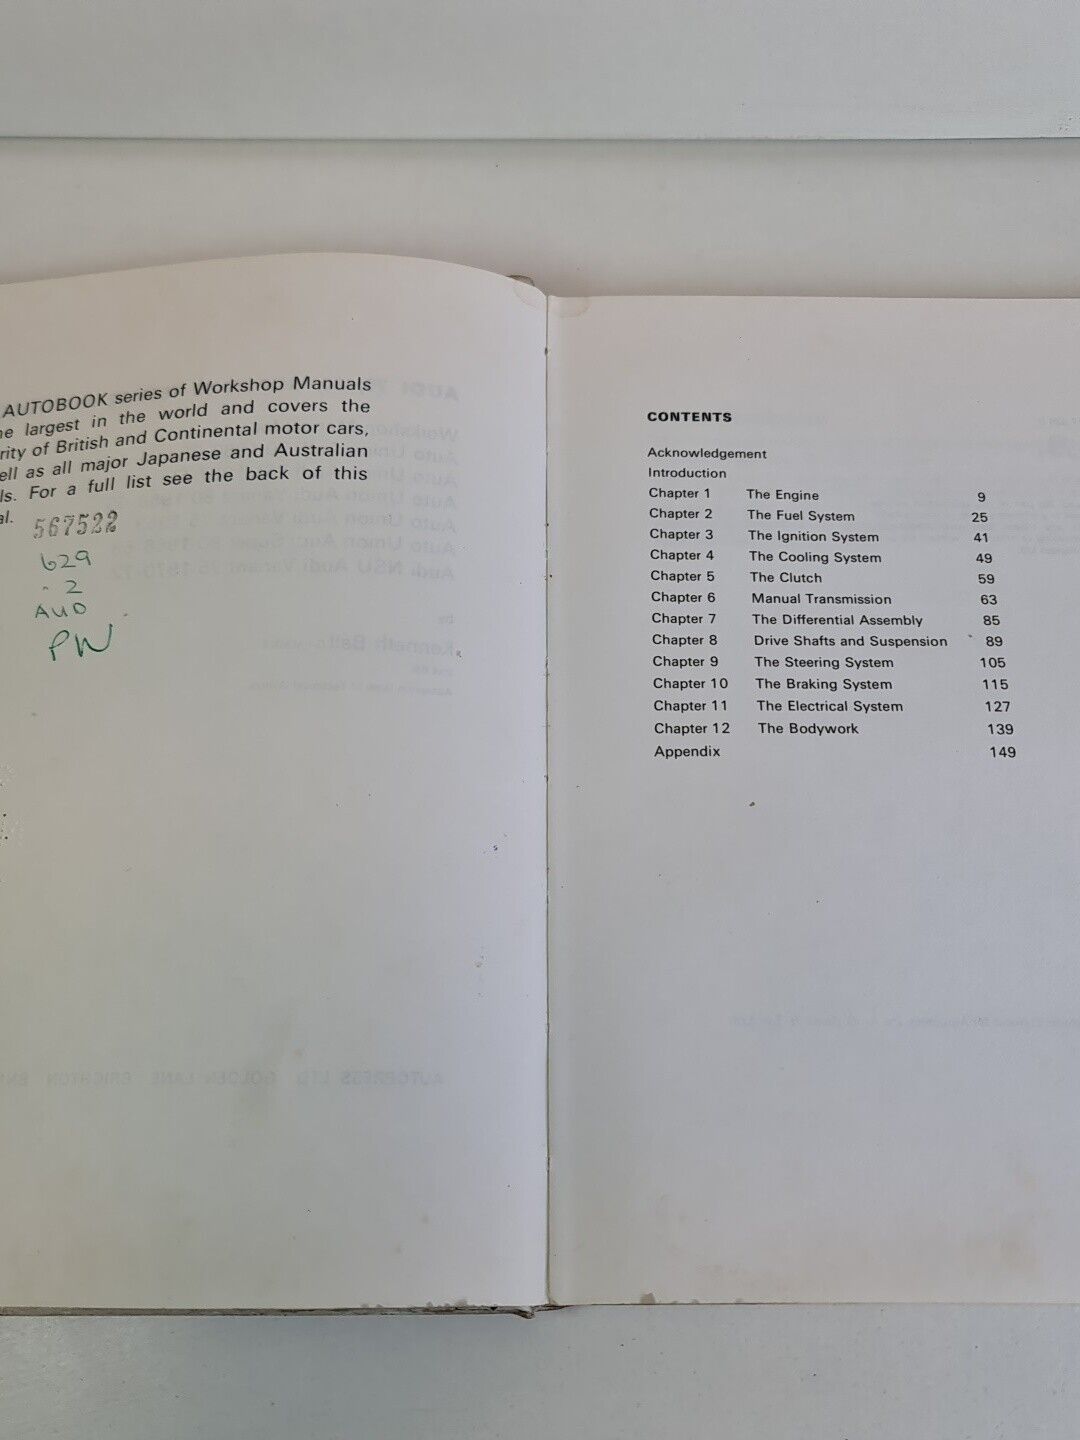 AUTOBOOK series of Workshop Manuals
largest in the world and covers the
of British and Continental motor cars,
as all major Japanese and Australian
For a full list see the back of this
567522
629
. 2
AUD
PW
CONTENTS
Acknowledgement
Introduction
Chapter 1 The Engine 9
Chapter 2 The Fuel System 25
Chapter 3 The Ignition System 41
Chapter 4 The Cooling System 49
Chapter 5 The Clutch 59
Chapter 6 Manual Transmission 63
Chapter 7 The Differential Assembly 85
Chapter 8 Drive Shafts and Suspension 89
Chapter 9 The Steering System 105
Chapter 10 The Braking System 115
Chapter 11 The Electrical System 127
Chapter 12 The Bodywork 139
Appendix 149